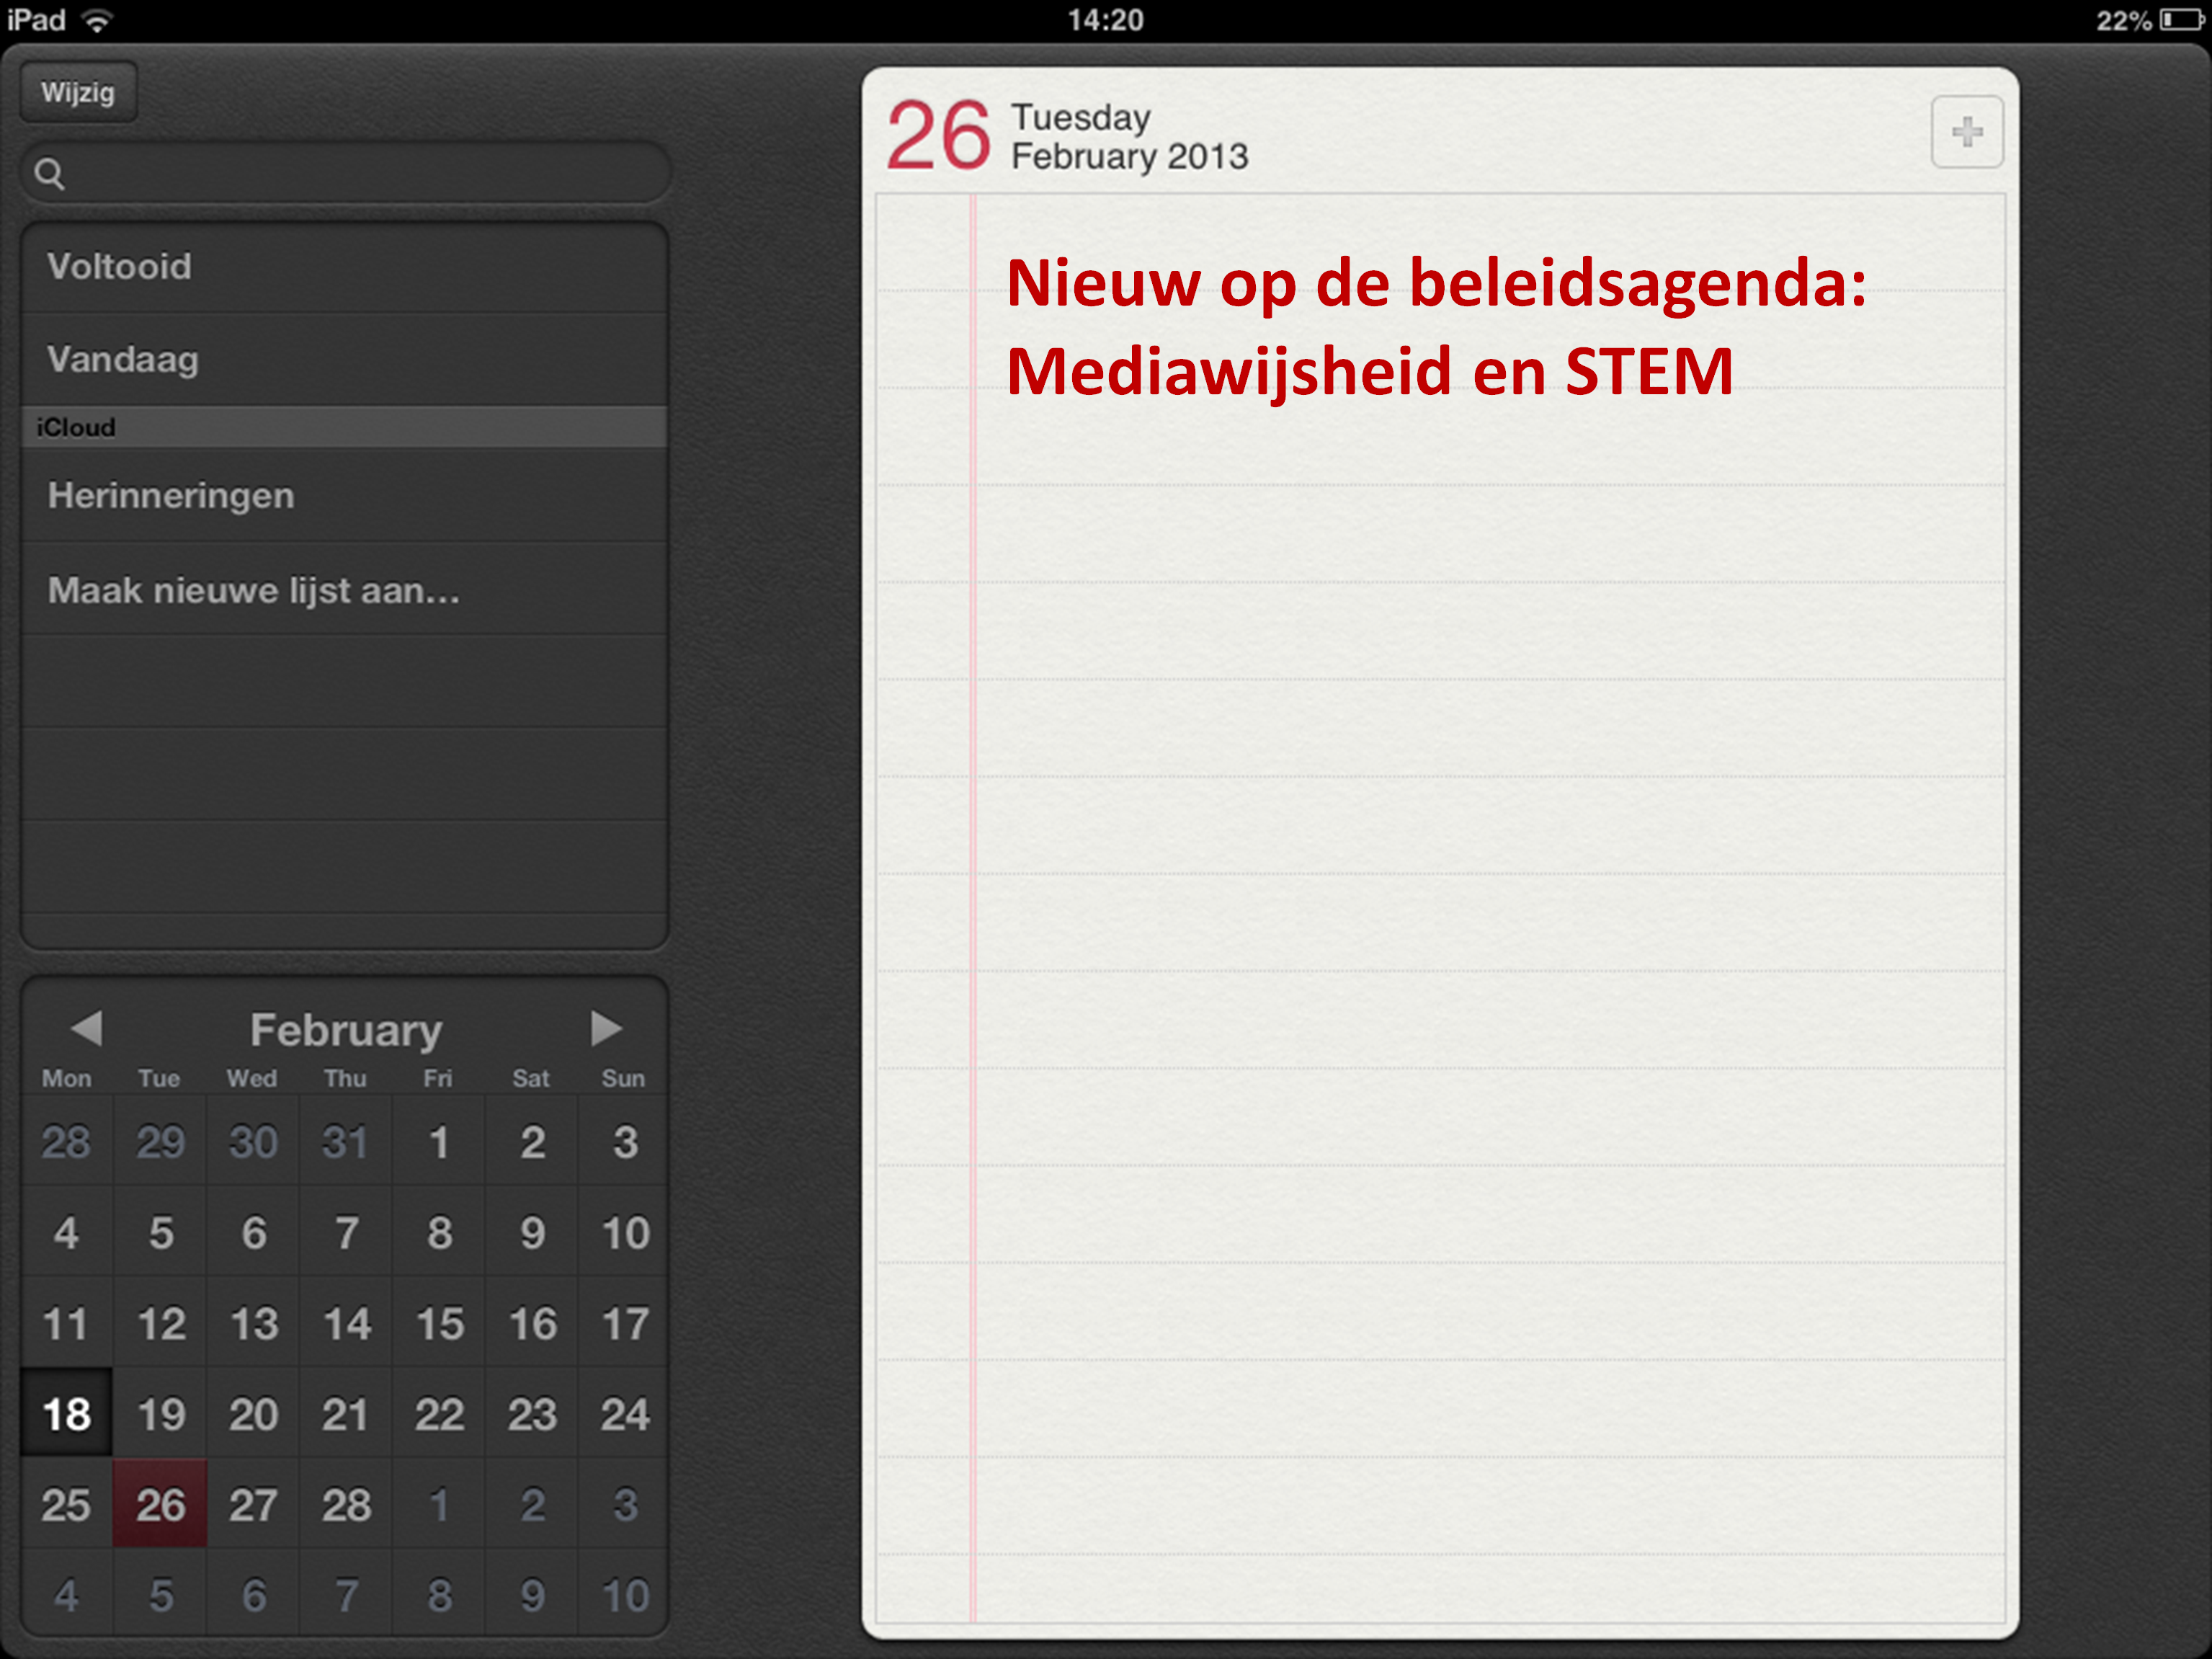 iPad 14:20 22%
Wijzig
Voltooid
Vandaag
iCloud
Herinneringen
Maak nieuwe lijst aan...
February
Mon Tue Wed Thu Fri Sat Sun
28 29 30 31 1 2 3
4 5 6 7 8 9 10
11 12 13 14 15 16 17
18 19 20 21 22 23 24
25 26 27 28 1 2 3
4 5 6 7 8 9 10
26 Tuesday
February 2013
Nieuw op de beleidsagenda:
Mediawijsheid en STEM